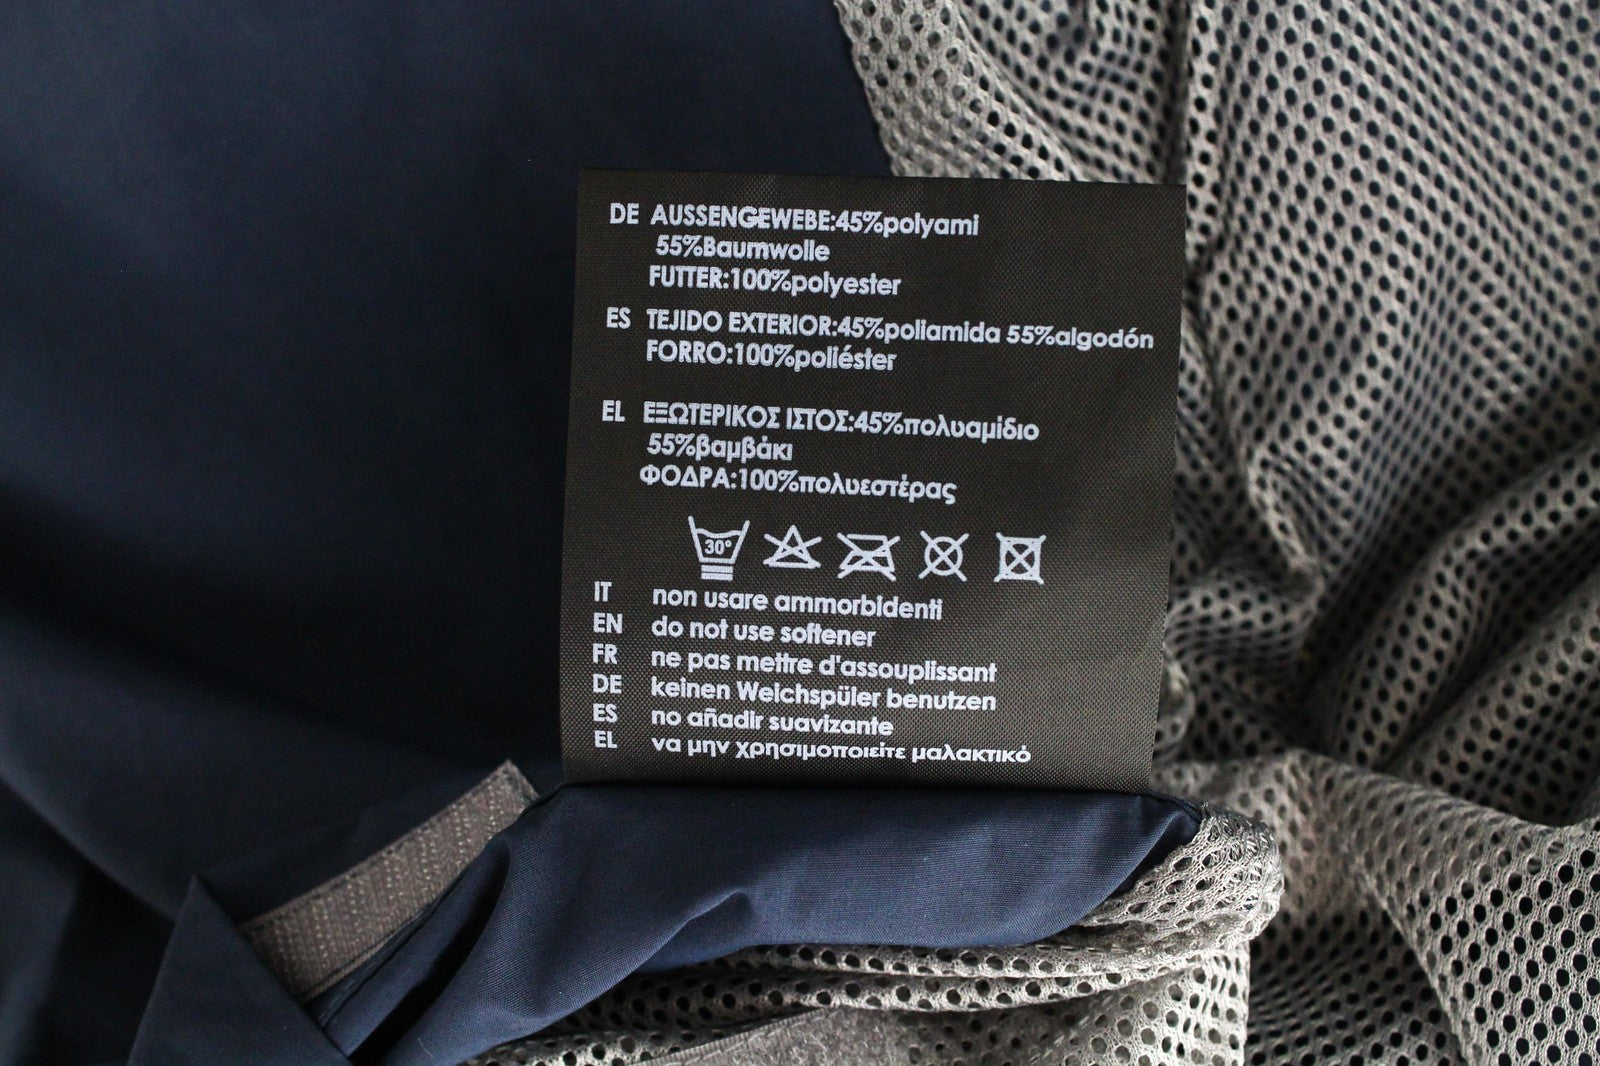 DE AUSSENGEWEBE:45%polyami
55%Baumwolle
FUTTER:100%polyester
ES TEJIDO EXTERIOR:45%poliamida 55%algodón
FORRO:100%poliéster
EL ΕΞΩΤΕΡΙΚΟΣ ΙΣΤΟΣ:45%πολυαμίδιο
55%βαμβάκι
ΦΟΔΡΑ:100%πολυεστέρας
30°
IT non usare ammorbidenti
EN do not use softener
FR ne pas mettre d'assouplissant
DE keinen Weichspüler benutzen
ES no añadir suavizante
EL να μην χρησιμοποιείτε μαλακτικό